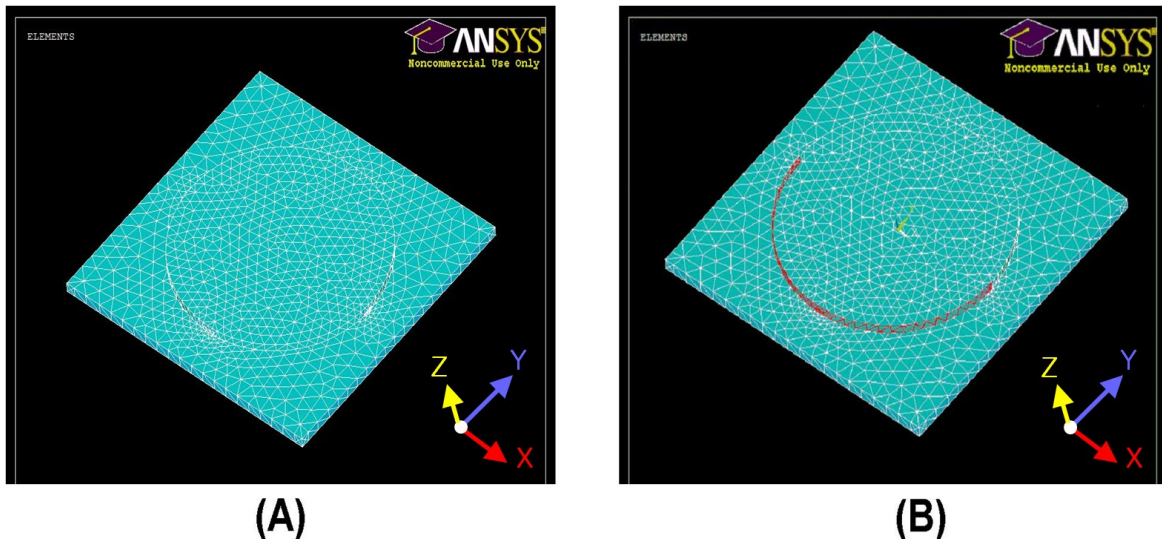 ELEMENTS
ANSYS
Noncommercial Use Only
Z
Y
X
(A)
ELEMENTS
ANSYS
Noncommercial Use Only
Z
Y
X
(B)